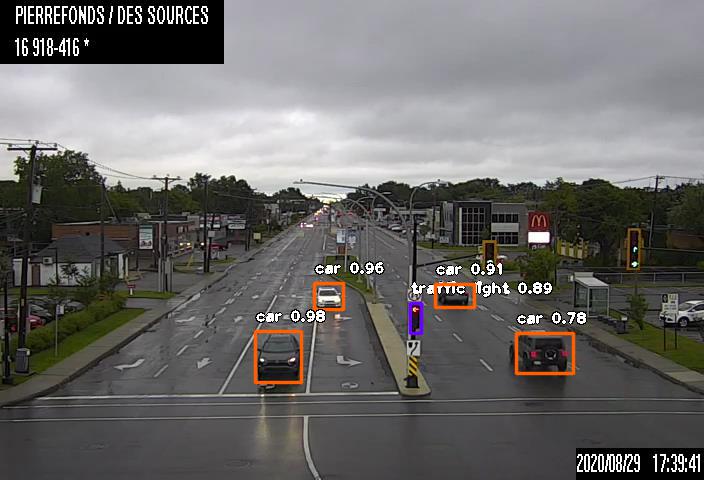 PIERREFONDS / DES SOURCES
16 918-416 *
car 0.96
car 0.91
traffic light 0.89
car 0.98
car 0.78
2020/08/29 17:39:41